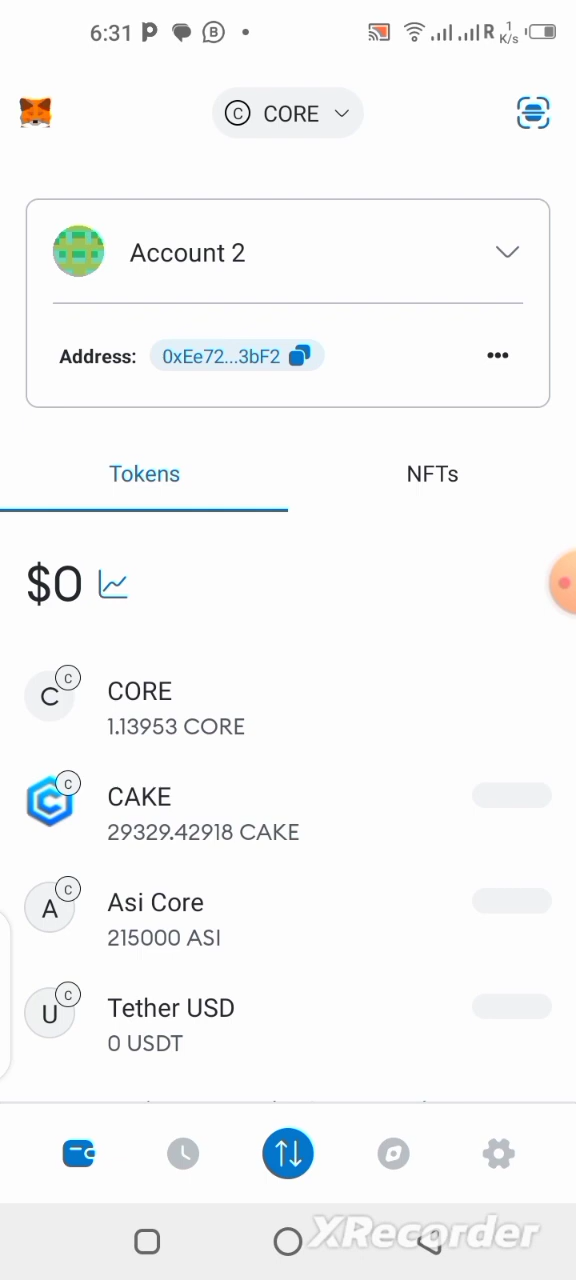 6:31 R 1 K/s
C CORE
Account 2
Address: 0xEe72...3bF2
Tokens NFTs
$0
C C CORE
1.13953 CORE
C CAKE
29329.42918 CAKE
A C Asi Core
215000 ASI
U C Tether USD
0 USDT
XRecorder